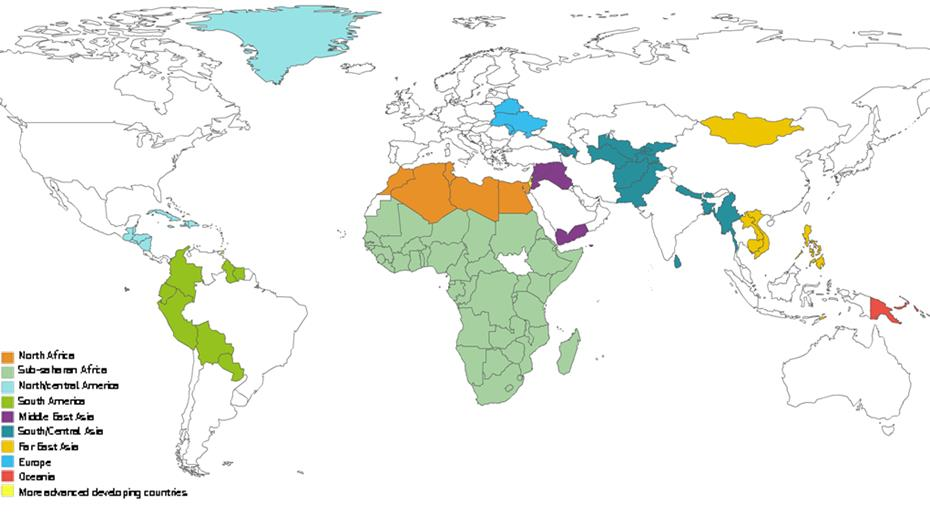 North Africa
Sub-saharan Africa
North/central America
South America
Middle East Asia
South/Central Asia
Far East Asia
Europe
Oceania
More advanced developing countries